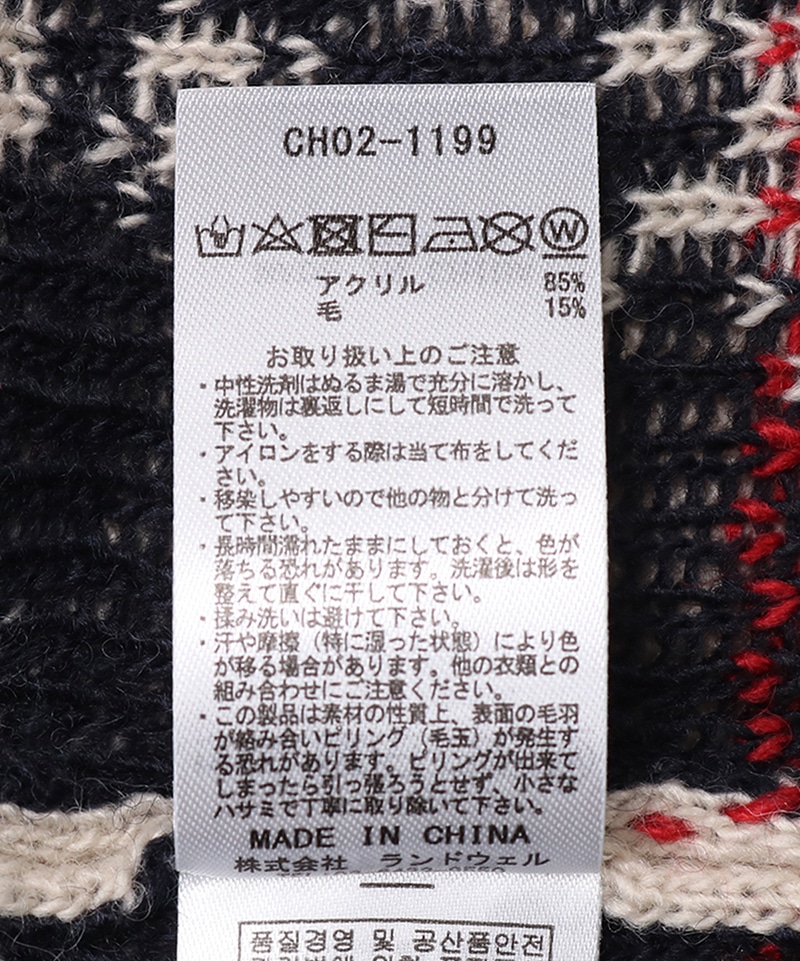 CH02-1199
W
アクリル 85%
毛 15%
お取り扱い上のご注意
・中性洗剤はぬるま湯で充分に溶かし、
洗濯物は裏返しにして短時間で洗って
下さい。
・アイロンをする際は当て布をしてくだ
さい。
・移染しやすいので他の物と分けて洗っ
て下さい。
・長時間濡れたままにしておくと、色が
落ちる恐れがあります。洗濯後は形を
整えて直ぐに干して下さい。
・揉み洗いは避けて下さい。
・汗や摩擦（特に湿った状態）により色
が移る場合があります。他の衣類との
組み合わせにご注意ください。
・この製品は素材の性質上、表面の毛羽
が絡み合いピリング（毛玉）が発生す
る恐れがあります。ピリングが出来て
しまったら引っ張ろうとせず、小さな
ハサミで丁寧に取り除いて下さい。
MADE IN CHINA
株式会社 ランドウェル
품질경영 및 공산품안전